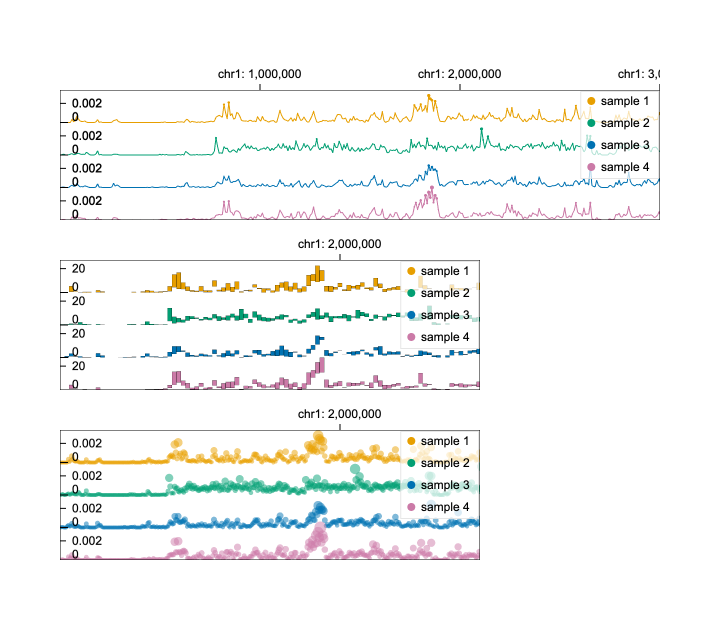 chr1: 1,000,000 chr1: 2,000,000 chr1: 3,0
0.002 sample 1
0 sample 2
0.002
0 sample 3
0.002 sample 4
0
0.002
0
chr1: 2,000,000
20 sample 1
0 sample 2
20
0 sample 3
sample 4
20
0
chr1: 2,000,000
0.002 sample 1
0 sample 2
0.002
0 sample 3
0.002 sample 4
0
0.002
0